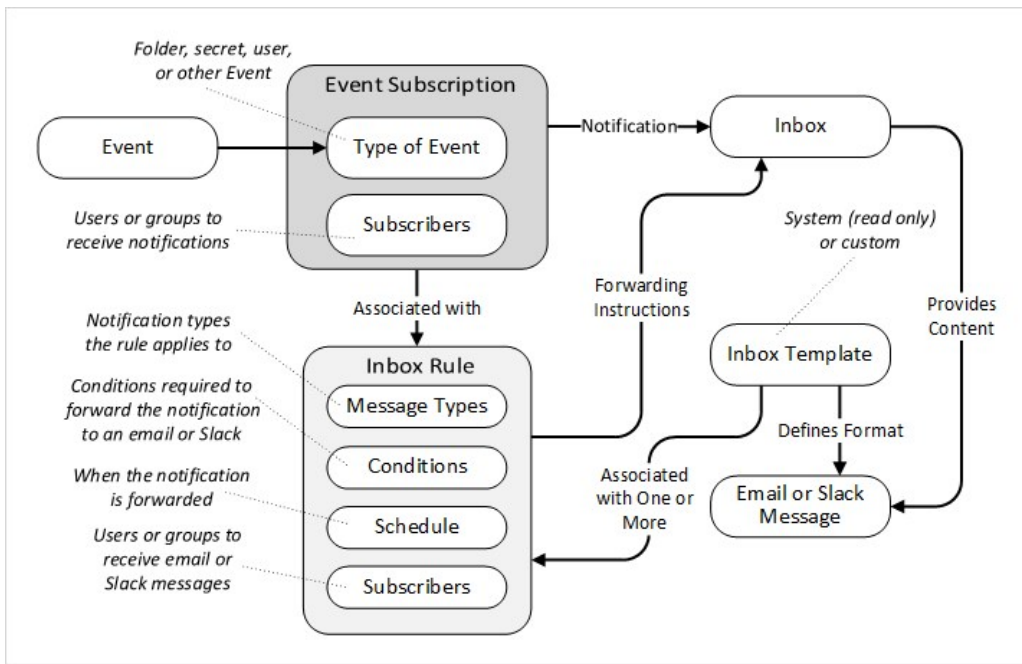 Folder, secret, user,
or other Event
Event Subscription
Event
Type of Event
Notification
Inbox
Users or groups to
receive notifications
Subscribers
System (read only)
or custom
Associated with
Forwarding
Instructions
Provides
Content
Notification types
the rule applies to
Inbox Rule
Inbox Template
Message Types
Conditions required to
forward the notification
to an email or Slack
Conditions
Defines Format
When the notification
is forwarded
Schedule
Associated
with One or
More
Email or Slack
Message
Users or groups to
receive email or
Slack messages
Subscribers